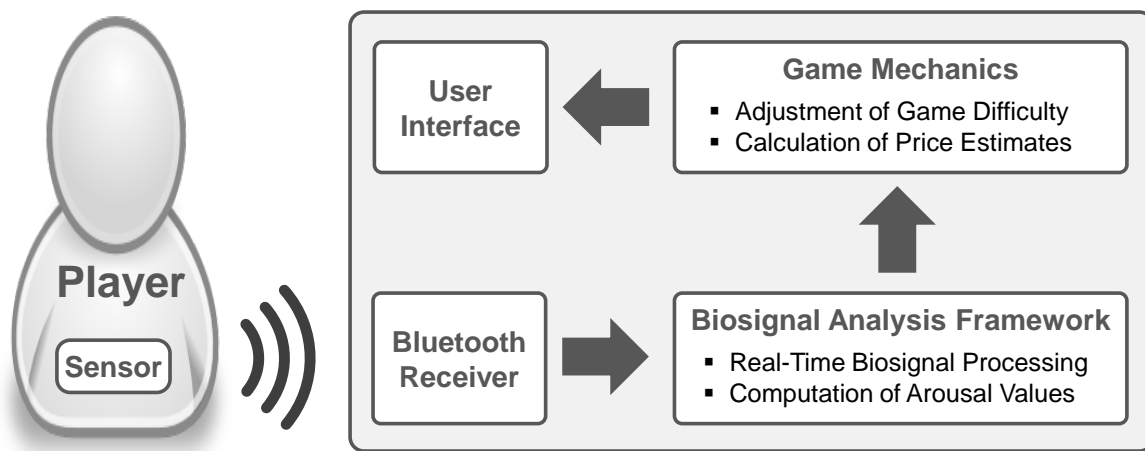 Player
Sensor
User
Interface
Game Mechanics
▪ Adjustment of Game Difficulty
▪ Calculation of Price Estimates
Bluetooth
Receiver
Biosignal Analysis Framework
▪ Real-Time Biosignal Processing
▪ Computation of Arousal Values